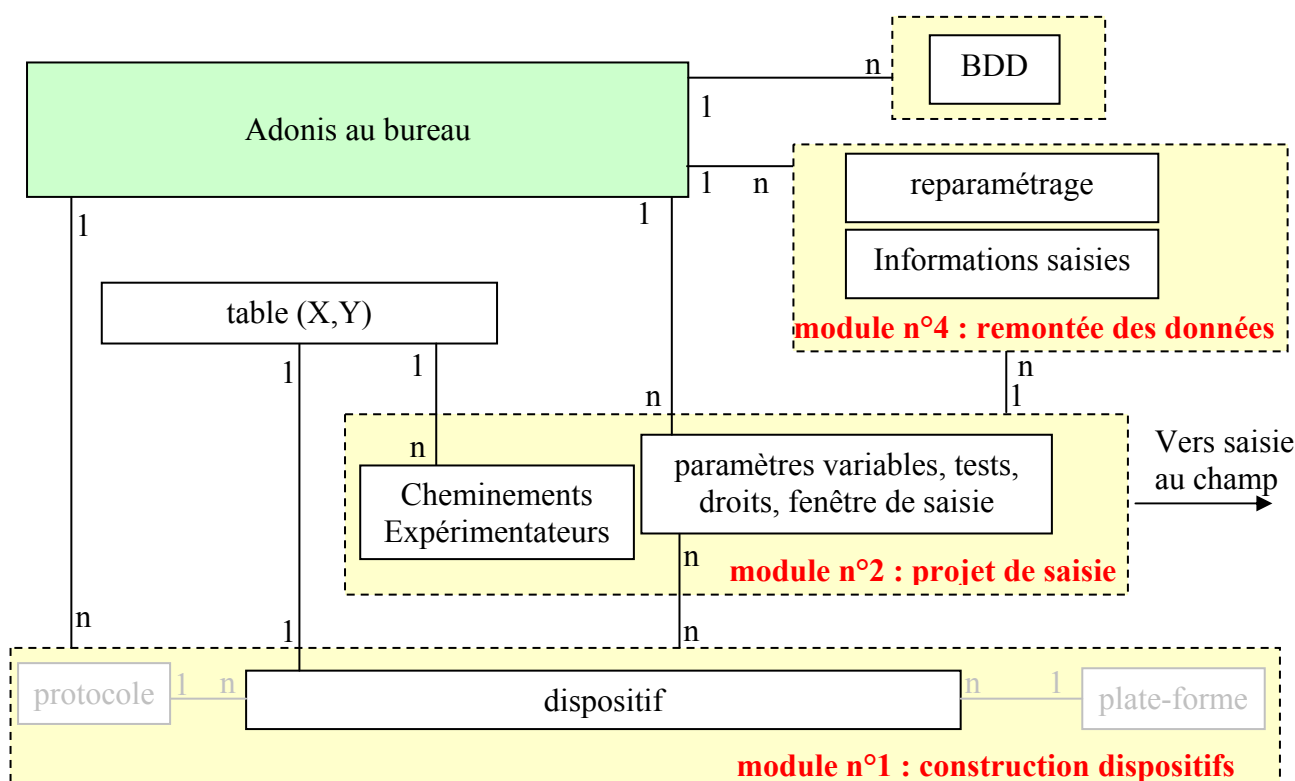 BDD
n
1
Adonis au bureau
1
n
reparamétrage
Informations saisies
module n°4 : remontée des données
1
1
table (X,Y)
1
1
n
n
1
n
Cheminements
Expérimentateurs
paramètres variables, tests,
droits, fenêtre de saisie
Vers saisie
au champ
n
module n°2 : projet de saisie
n
1
n
protocole
1
n
dispositif
n
1
plate-forme
module n°1 : construction dispositifs